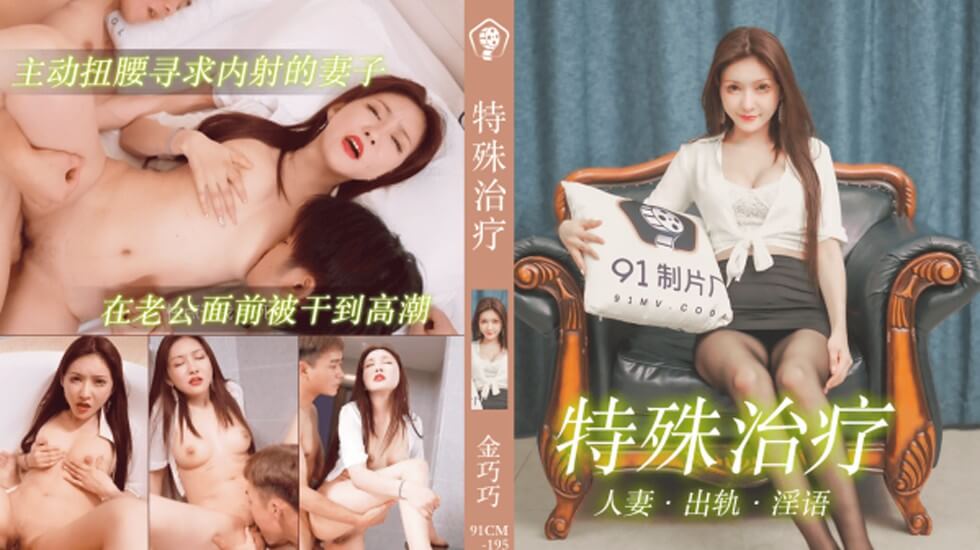 主动扭腰寻求内射的妻子
在老公面前被干到高潮
特殊治疗
金巧巧
91CM
-195
91制片厂
91MV.CO
特殊治疗
人妻·出轨·淫语